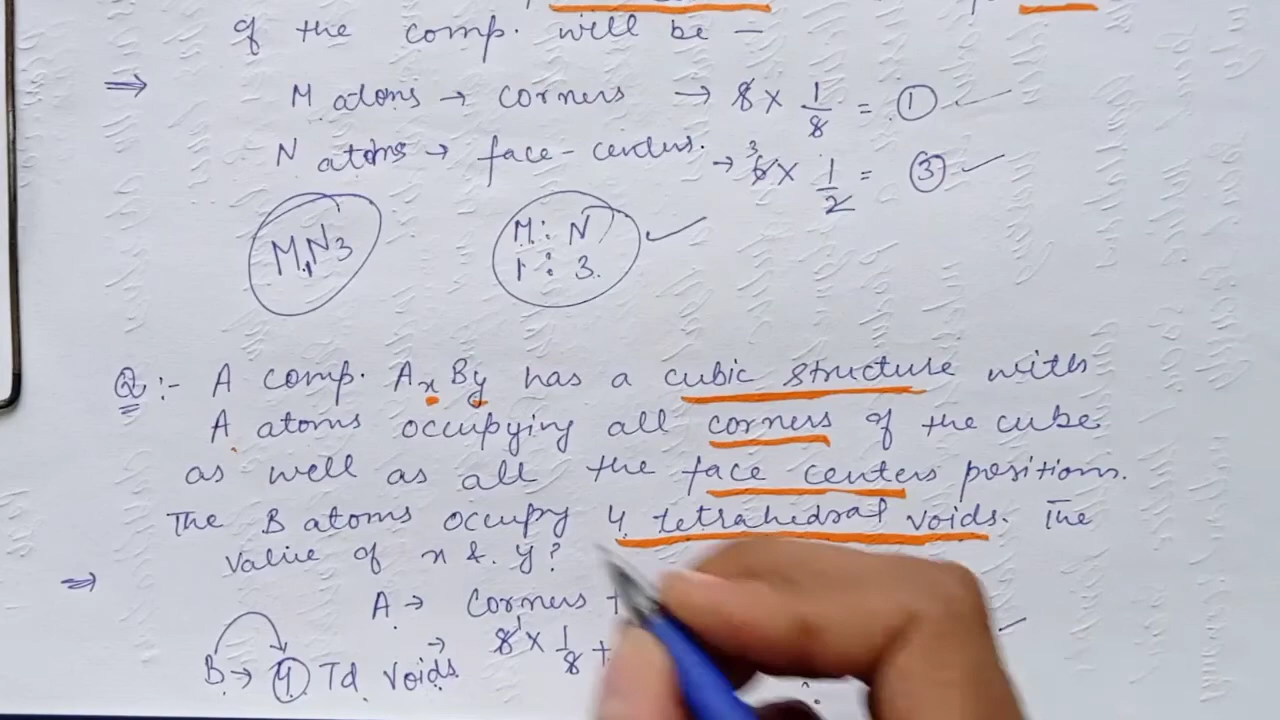 of the comp. will be —
⇒ M atoms → corners → 8 × 1/8 = 1
N atoms → face-centers. → 6 × 1/2 = 3
M1N3 M : N
1 : 3.
Q :- A comp. AxBy has a cubic structure with
A atoms occupying all corners of the cube
as well as all the face centers position.
The B atoms occupy 4 tetrahedral voids. The
value of x & y?
⇒ A → corners +
8 × 1/8 +
B → 4 Td voids →